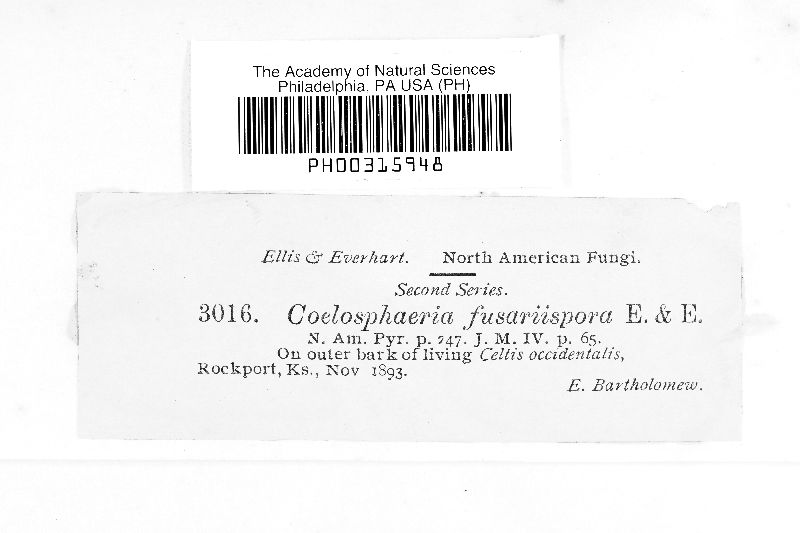 The Academy of Natural Sciences
Philadelphia, PA USA (PH)
PH00315948
Ellis & Everhart. North American Fungi.
Second Series.
3016. Coelosphaeria fusariispora E. & E.
N. Am. Pyr. p. 247. J. M. IV. p. 65.
On outer bark of living Celtis occidentalis,
Rockport, Ks., Nov 1893.
E. Bartholomew.